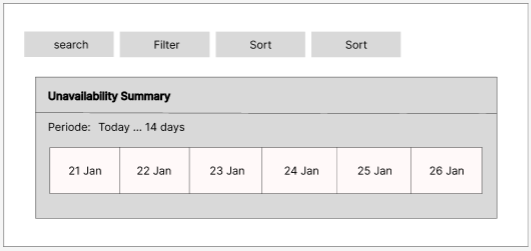 search Filter Sort Sort
Unavailability Summary
Periode: Today ... 14 days
21 Jan 22 Jan 23 Jan 24 Jan 25 Jan 26 Jan